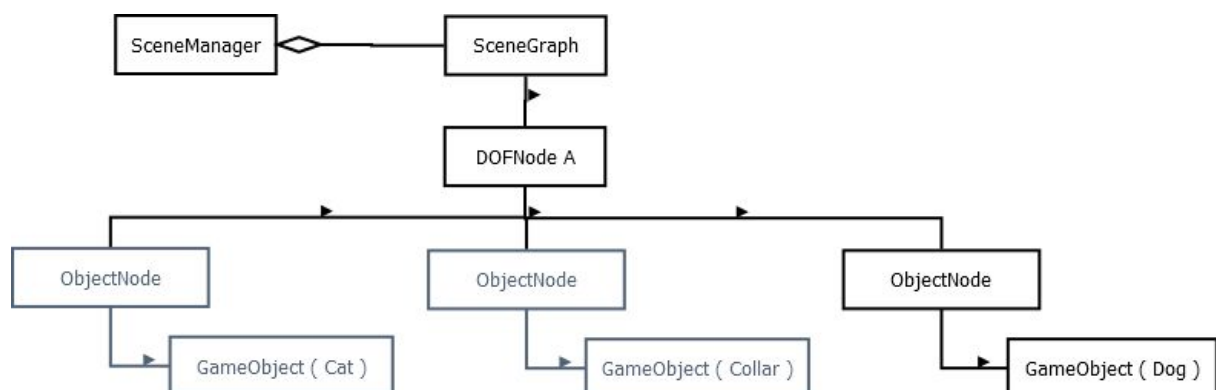 SceneManager
SceneGraph
DOFNode A
ObjectNode
ObjectNode
ObjectNode
GameObject ( Cat )
GameObject ( Collar )
GameObject ( Dog )